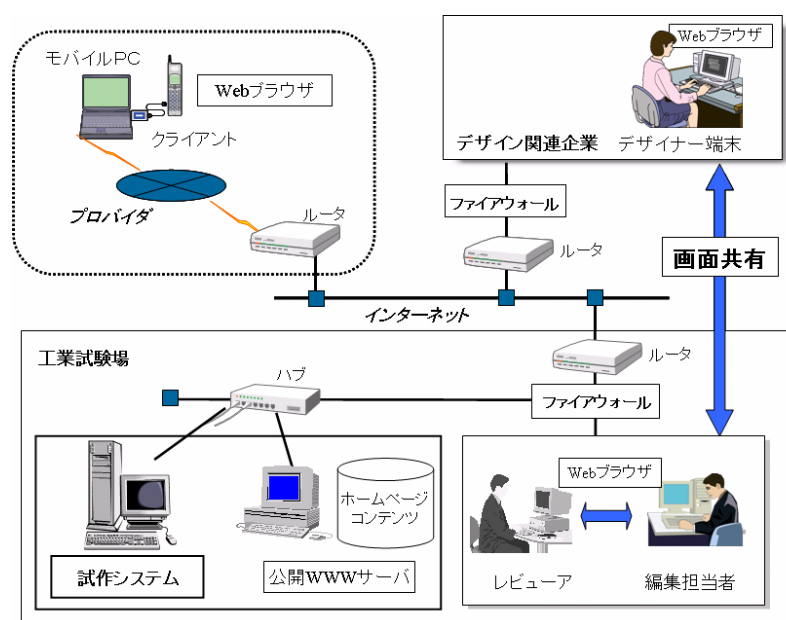 モバイルPC
Webブラウザ
クライアント
プロバイダ
ルータ
Webブラウザ
デザイン関連企業
デザイナー端末
ファイアウォール
ルータ
画面共有
インターネット
工業試験場
ハブ
ルータ
ファイアウォール
ホームページ
コンテンツ
試作システム
公開WWWサーバ
Webブラウザ
レビューア
編集担当者